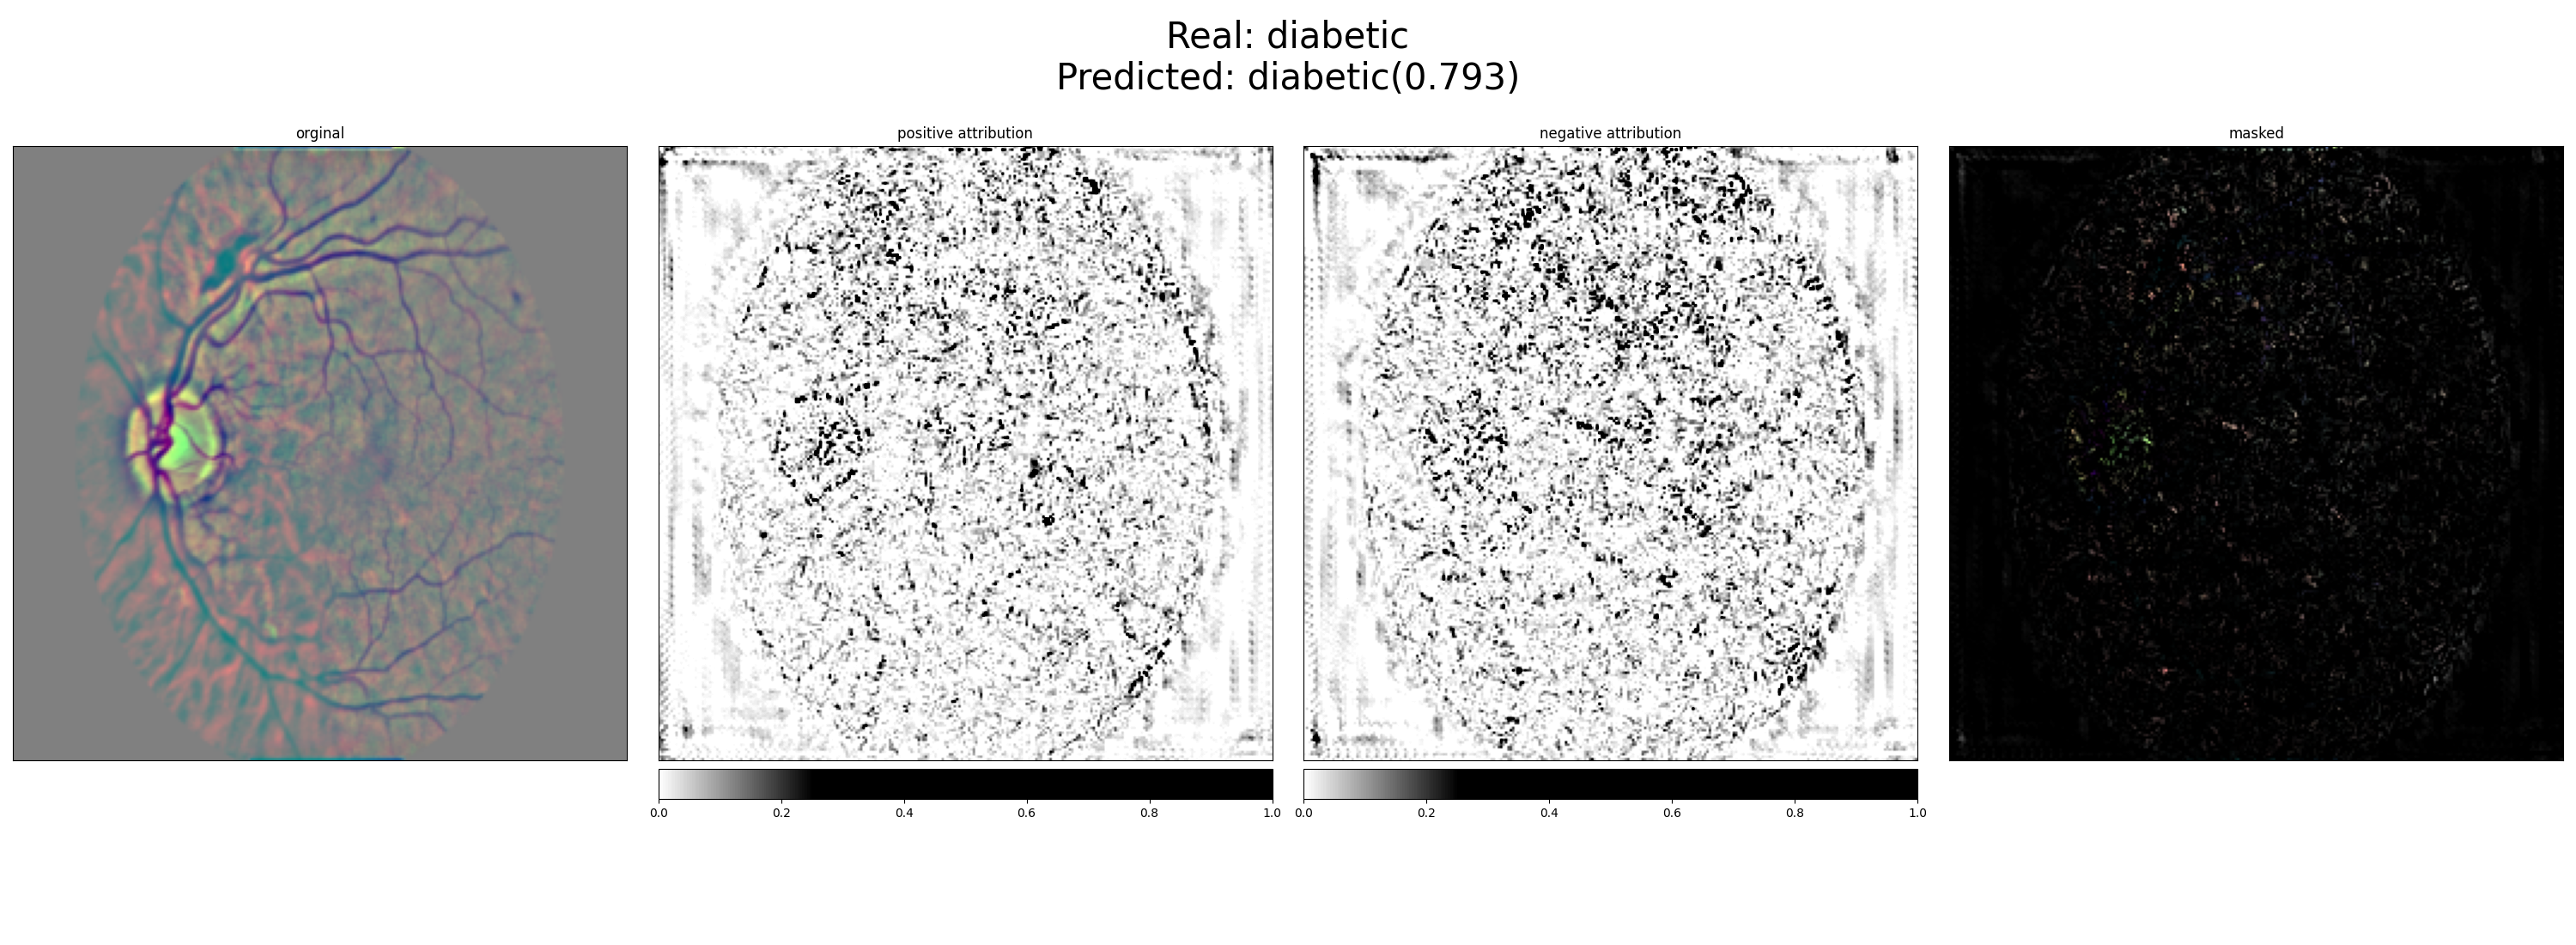 Real: diabetic
Predicted: diabetic(0.793)
orginal
positive attribution
negative attribution
masked
0.0 0.2 0.4 0.6 0.8 1.0
0.0 0.2 0.4 0.6 0.8 1.0